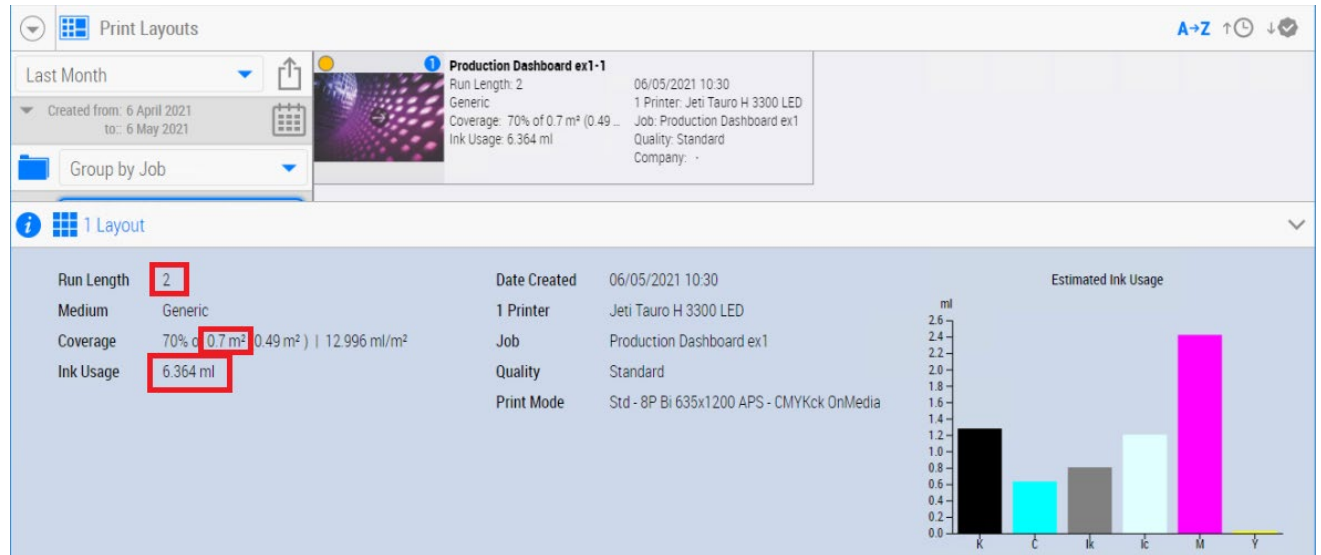 Print Layouts
A→Z
Last Month
Created from: 6 April 2021
to:: 6 May 2021
Group by Job
1
Production Dashboard ex1-1
Run Length: 2
06/05/2021 10:30
Generic
1 Printer: Jeti Tauro H 3300 LED
Coverage: 70% of 0.7 m² (0.49 ...
Job: Production Dashboard ex1
Ink Usage: 6.364 ml
Quality: Standard
Company: -
i 1 Layout
Run Length 2
Medium Generic
Coverage 70% o 0.7 m² 0.49 m² ) | 12.996 ml/m²
Ink Usage 6.364 ml
Date Created 06/05/2021 10:30
1 Printer Jeti Tauro H 3300 LED
Job Production Dashboard ex1
Quality Standard
Print Mode Std - 8P Bi 635x1200 APS - CMYKck OnMedia
Estimated Ink Usage
ml
2.6
2.4
2.2
2.0
1.8
1.6
1.4
1.2
1.0
0.8
0.6
0.4
0.2
0.0
K C lk lc M Y